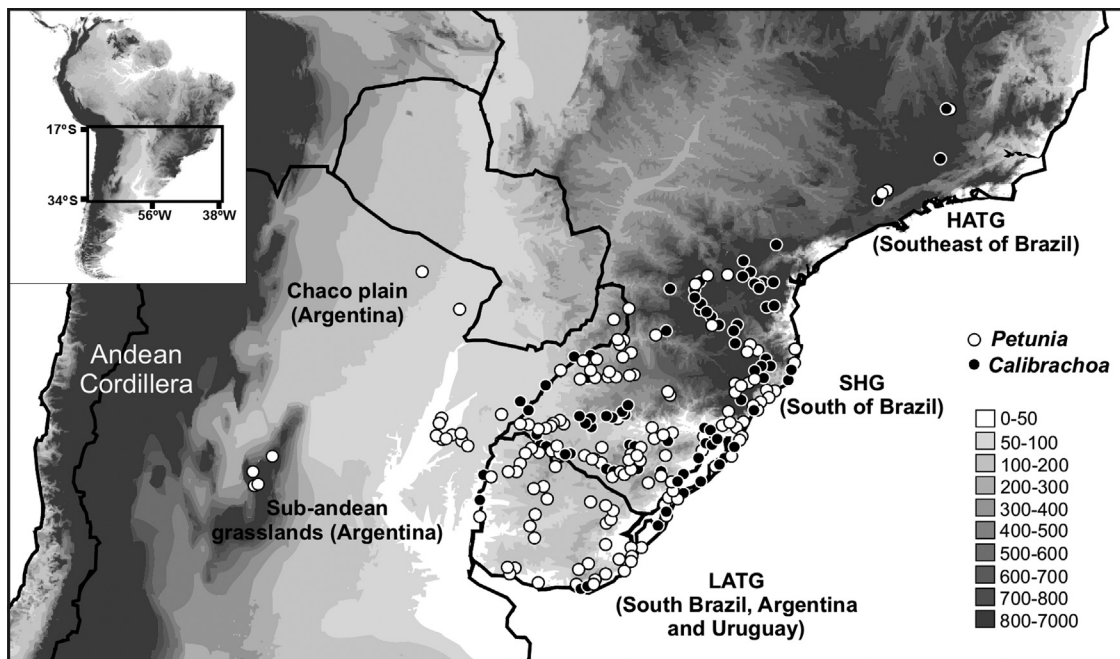 17ºS
34ºS
56ºW
38ºW
HATG
(Southeast of Brazil)
Chaco plain
(Argentina)
Petunia
Calibrachoa
Andean
Cordillera
SHG
(South of Brazil)
Sub-andean
grasslands (Argentina)
LATG
(South Brazil, Argentina
and Uruguay)
0-50
50-100
100-200
200-300
300-400
400-500
500-600
600-700
700-800
800-7000